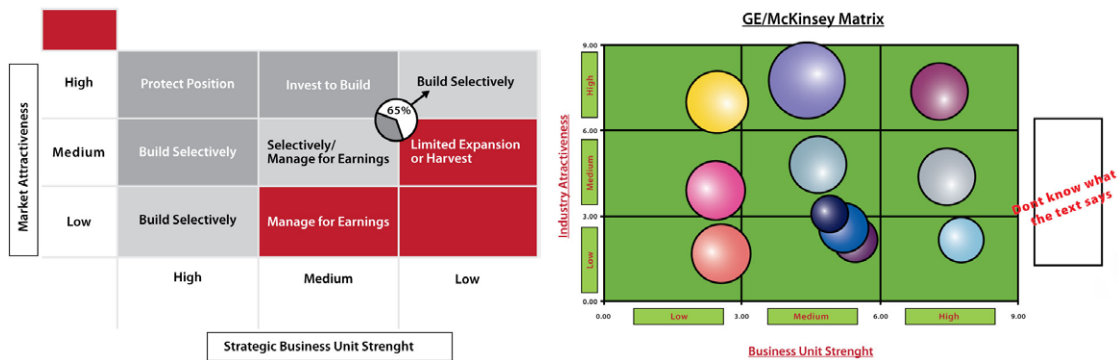 High
Protect Position
Invest to Build
Build Selectively
65%
Market Attractiveness
Medium
Build Selectively
Selectively/
Manage for Earnings
Limited Expansion
or Harvest
Low
Build Selectively
Manage for Earnings
High
Medium
Low
Strategic Business Unit Strenght
GE/McKinsey Matrix
9.00
High
6.00
Industry Atractiveness
Medium
3.00
Low
0.00
0.00
Low
3.00
Medium
6.00
High
9.00
Business Unit Strenght
Dont know what
the text says